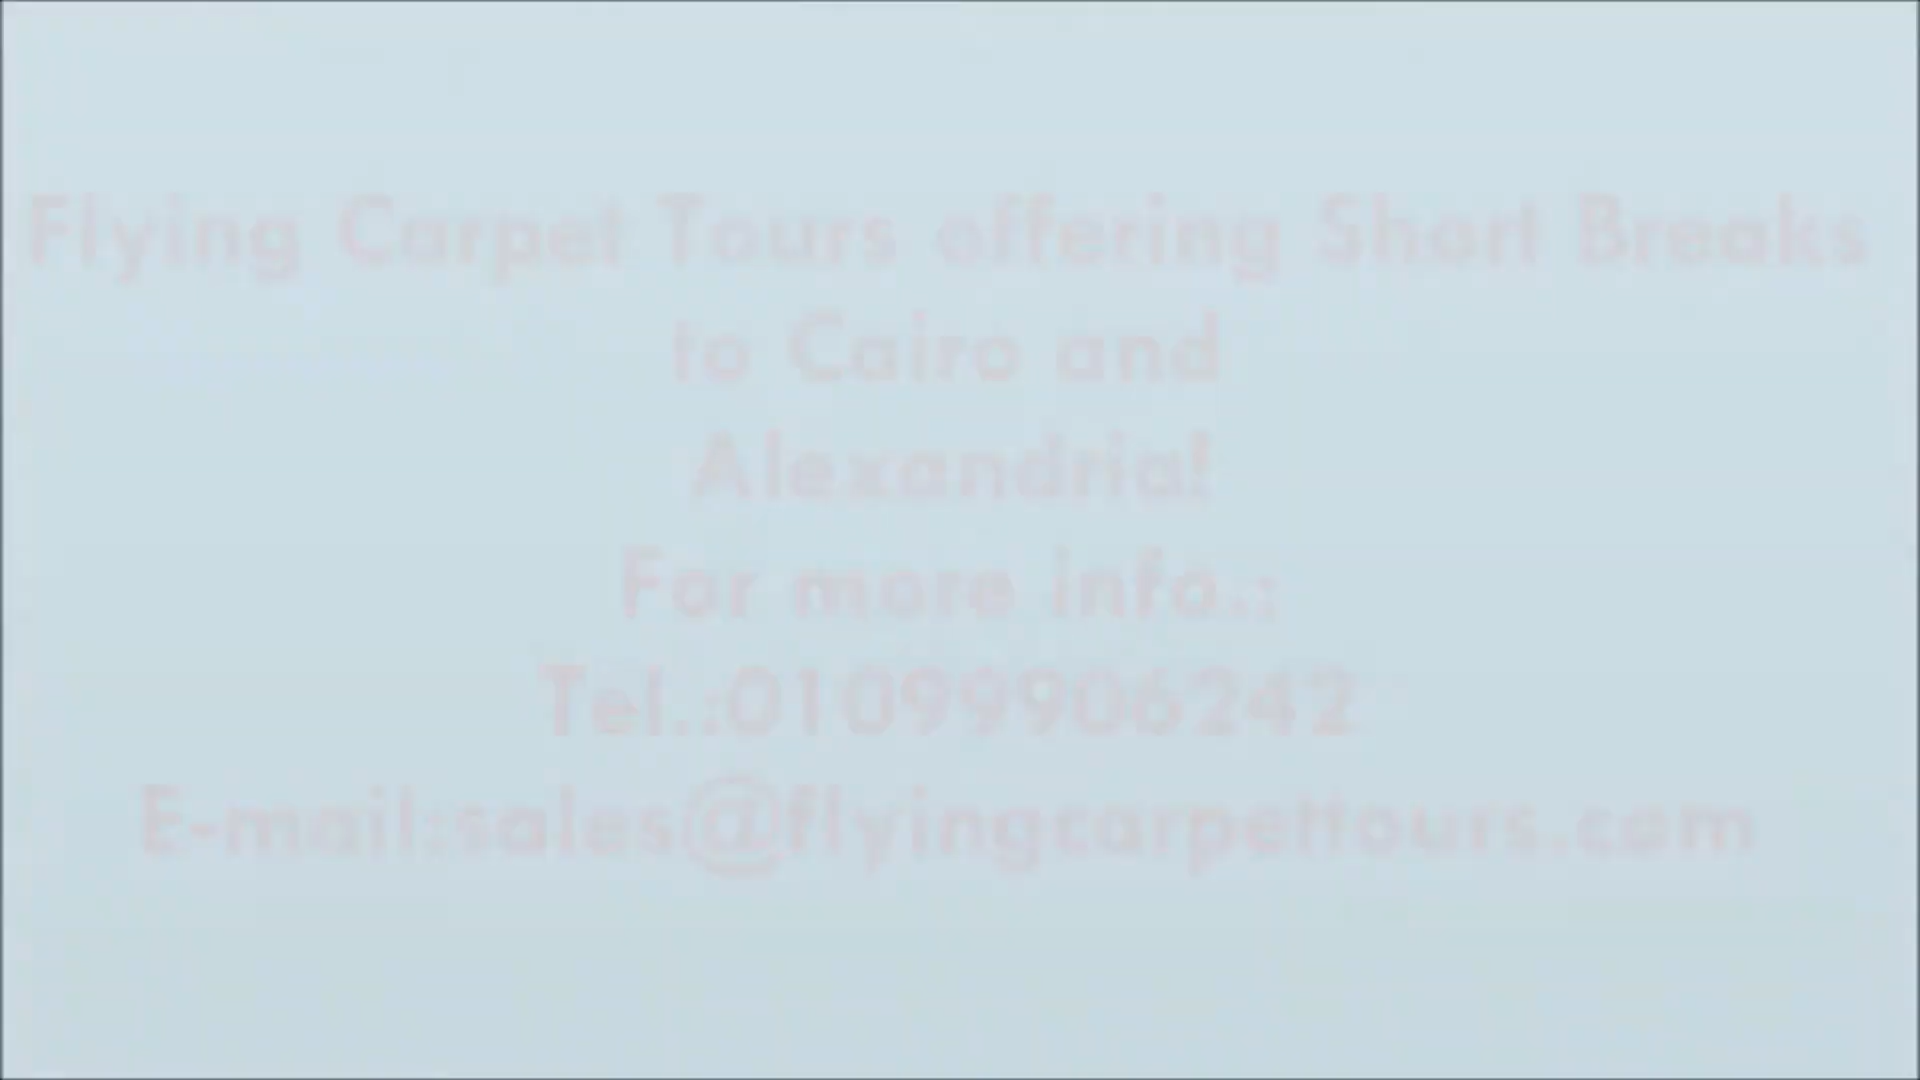 Flying Carpet Tours offering Short Breaks
to Cairo and
Alexandria!
For more info.:
Tel.:01099906242
E-mail:sales@flyingcarpettours.com